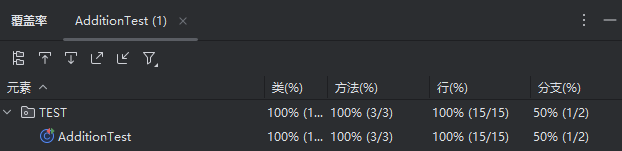 覆盖率 AdditionTest (1)
元素 类(%) 方法(%) 行(%) 分支(%)
TEST 100% (1... 100% (3/3) 100% (15/15) 50% (1/2)
AdditionTest 100% (1... 100% (3/3) 100% (15/15) 50% (1/2)